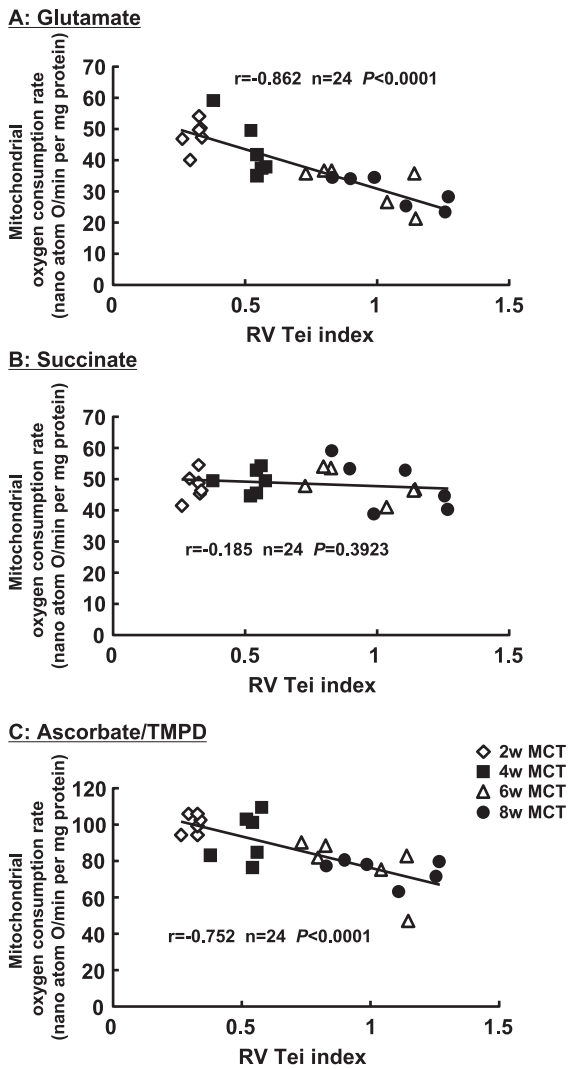 A: Glutamate
r=-0.862 n=24 P<0.0001
70
60
50
40
30
20
10
0
0
0.5
1
1.5
Mitochondrial
oxygen consumption rate
(nano atom O/min per mg protein)
RV Tei index
B: Succinate
70
60
50
40
30
20
10
0
r=-0.185 n=24 P=0.3923
0
0.5
1
1.5
Mitochondrial
oxygen consumption rate
(nano atom O/min per mg protein)
RV Tei index
C: Ascorbate/TMPD
2w MCT
4w MCT
6w MCT
8w MCT
120
100
80
60
40
20
0
r=-0.752 n=24 P<0.0001
0
0.5
1
1.5
Mitochondrial
oxygen consumption rate
(nano atom O/min per mg protein)
RV Tei index